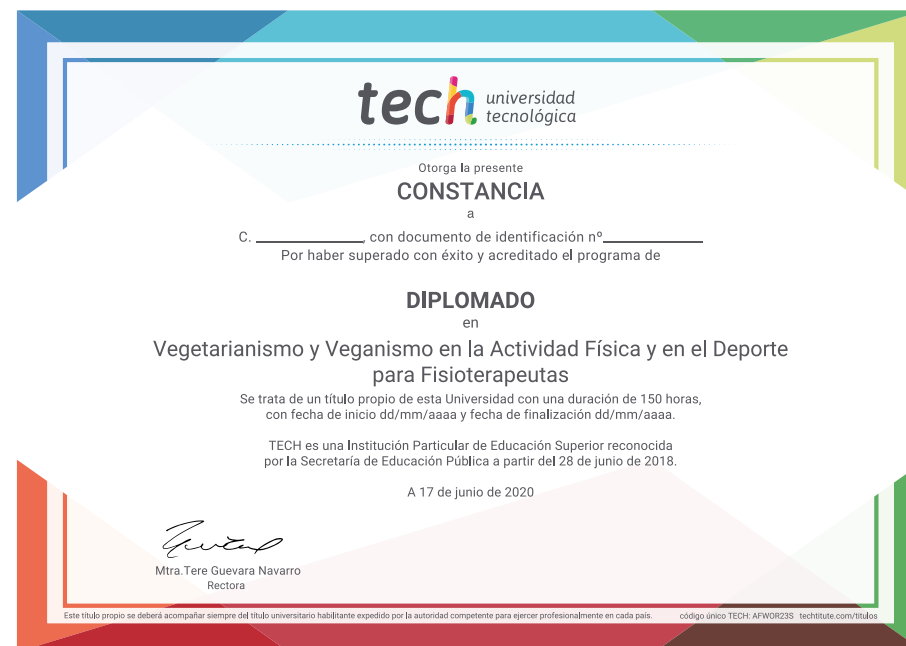 tech universidad
tecnológica
Otorga la presente
CONSTANCIA
a
C. ____________, con documento de identificación nº____________
Por haber superado con éxito y acreditado el programa de
DIPLOMADO
en
Vegetarianismo y Veganismo en la Actividad Física y en el Deporte
para Fisioterapeutas
Se trata de un título propio de esta Universidad con una duración de 150 horas,
con fecha de inicio dd/mm/aaaa y fecha de finalización dd/mm/aaaa.
TECH es una Institución Particular de Educación Superior reconocida
por la Secretaría de Educación Pública a partir del 28 de junio de 2018.
A 17 de junio de 2020
Mtra.Tere Guevara Navarro
Rectora
Este título propio se deberá acompañar siempre del título universitario habilitante expedido por la autoridad competente para ejercer profesionalmente en cada país. código único TECH: AFWOR23S techtitute.com/titulos